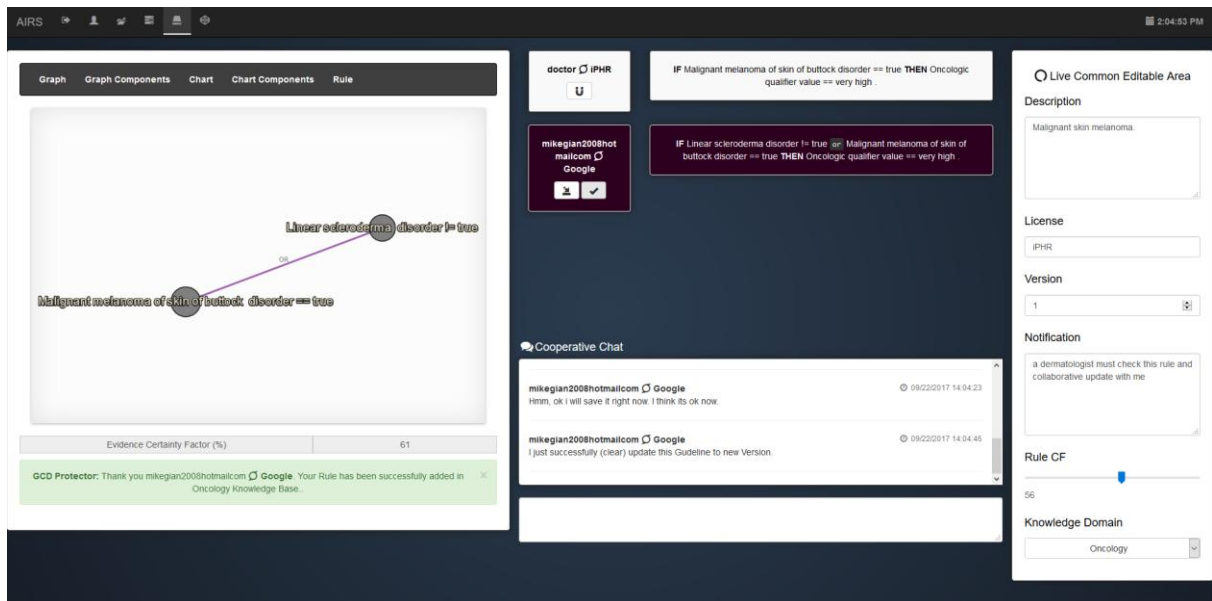 AIRS
2:04:53 PM
Graph Graph Components Chart Chart Components Rule
Linear scleroderma disorder != true
OR
Malignant melanoma of skin of buttock disorder == true
Evidence Certainty Factor (%) 61
GCD Protector: Thank you mikegian2008hotmailcom Google. Your Rule has been successfully added in
Oncology Knowledge Base..
×
doctor iPHR
IF Malignant melanoma of skin of buttock disorder == true THEN Oncologic
qualifier value == very high .
mikegian2008hot
mailcom
Google
IF Linear scleroderma disorder != true or Malignant melanoma of skin of
buttock disorder == true THEN Oncologic qualifier value == very high .
Cooperative Chat
mikegian2008hotmailcom Google 09/22/2017 14:04:23
Hmm, ok i will save it right now. I think its ok now.
mikegian2008hotmailcom Google 09/22/2017 14:04:46
I just successfully (clear) update this Gudeline to new Version.
Live Common Editable Area
Description
Malignant skin melanoma.
License
iPHR
Version
1
Notification
a dermatologist must check this rule and
collaborative update with me
Rule CF
56
Knowledge Domain
Oncology